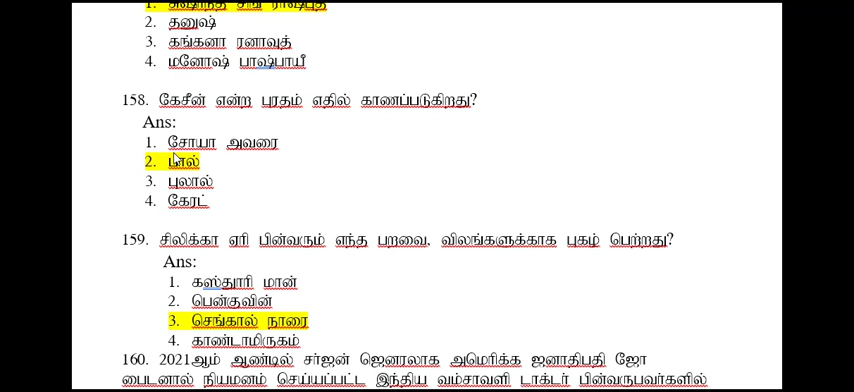 1. சுஷாந்த் சிங் ராஜ்புத்
2. தனுஷ்
3. கங்கனா ரனாவுத்
4. மனோஷ் பாஷ்பாயீ
158. கேசீன் என்ற புரதம் எதில் காணப்படுகிறது?
Ans:
1. சோயா அவரை
2. பால்
3. புலால்
4. கேரட்
159. சிலிக்கா ஏரி பின்வரும் எந்த பறவை, விலங்களுக்காக புகழ் பெற்றது?
Ans:
1. கஸ்தூரி மான்
2. பென்குவின்
3. செங்கால் நாரை
4. காண்டாமிருகம்
160. 2021ஆம் ஆண்டில் சர்ஜன் ஜெனரலாக அமெரிக்க ஜனாதிபதி ஜோ
பைடனால் நியமனம் செய்யப்பட்ட இந்திய வம்சாவளி டாக்டர் பின்வருபவர்களில்